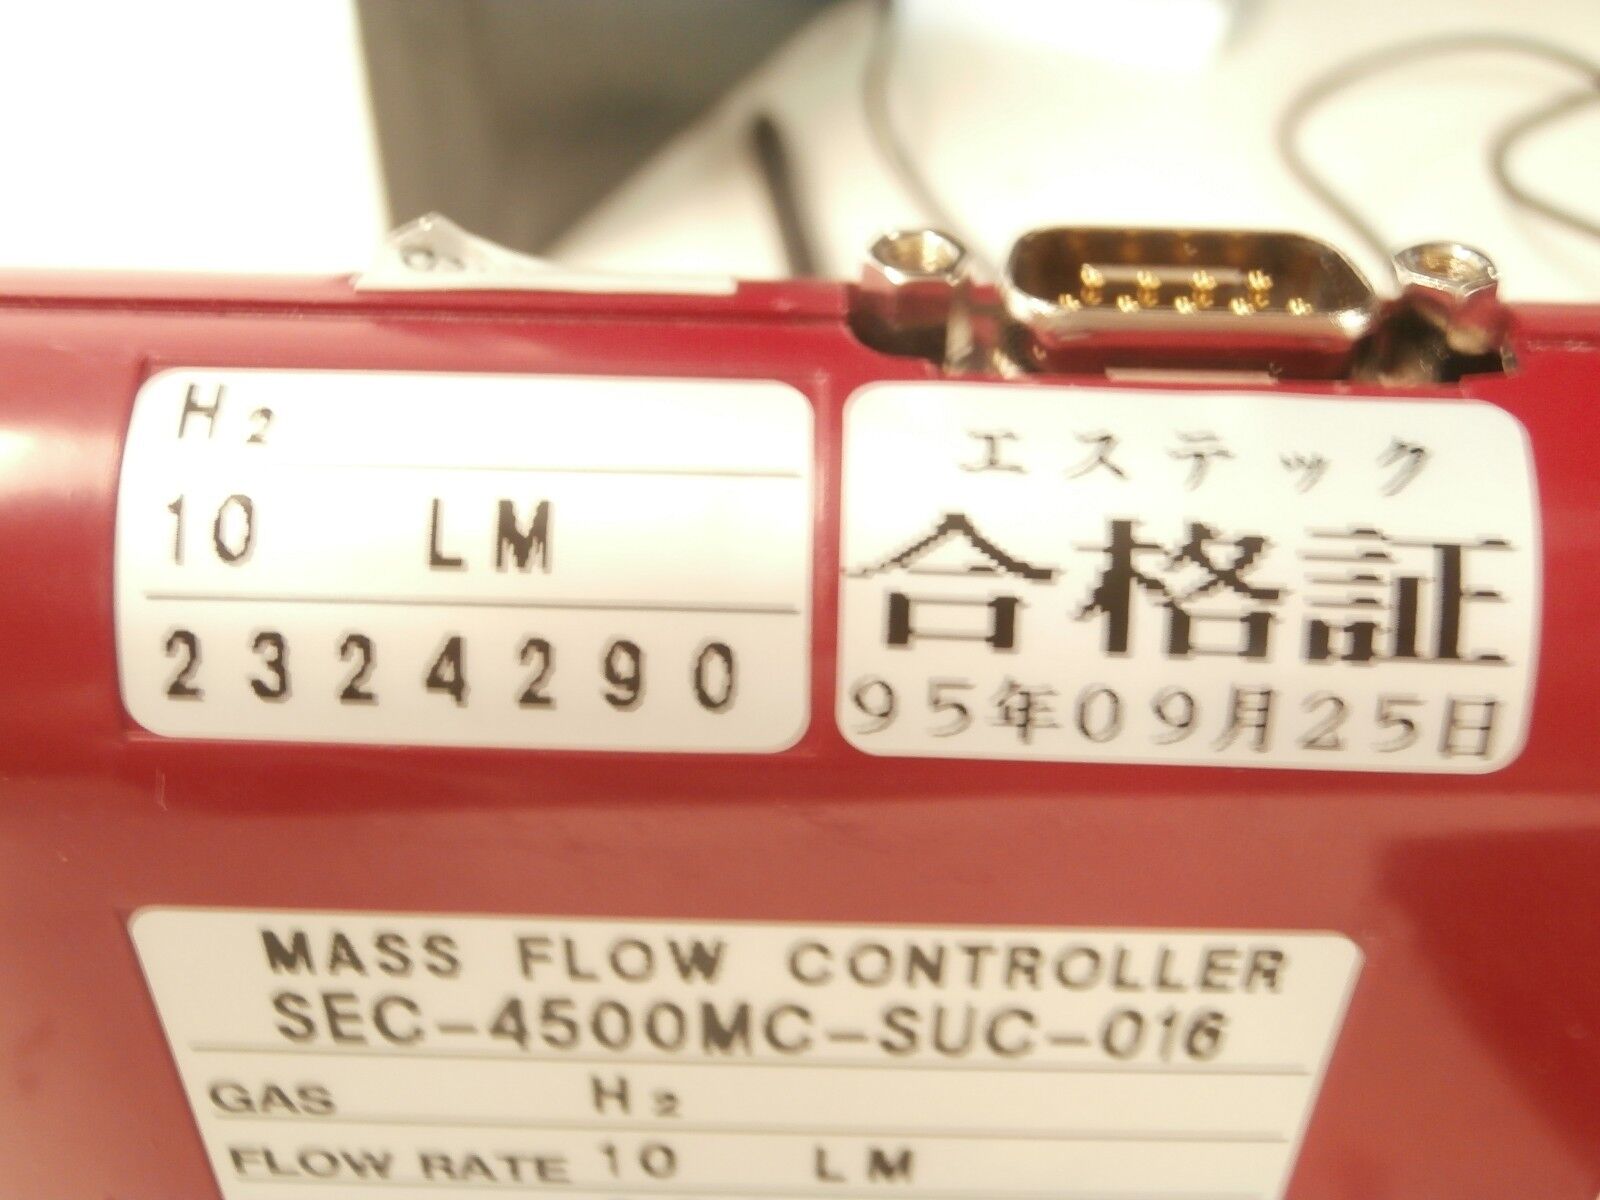 H₂
10 LM
2324290
エステック
合格証
95年09月25日
MASS FLOW CONTROLLER
SEC-4500MC-SUC-016
GAS H₂
FLOW RATE 10 LM